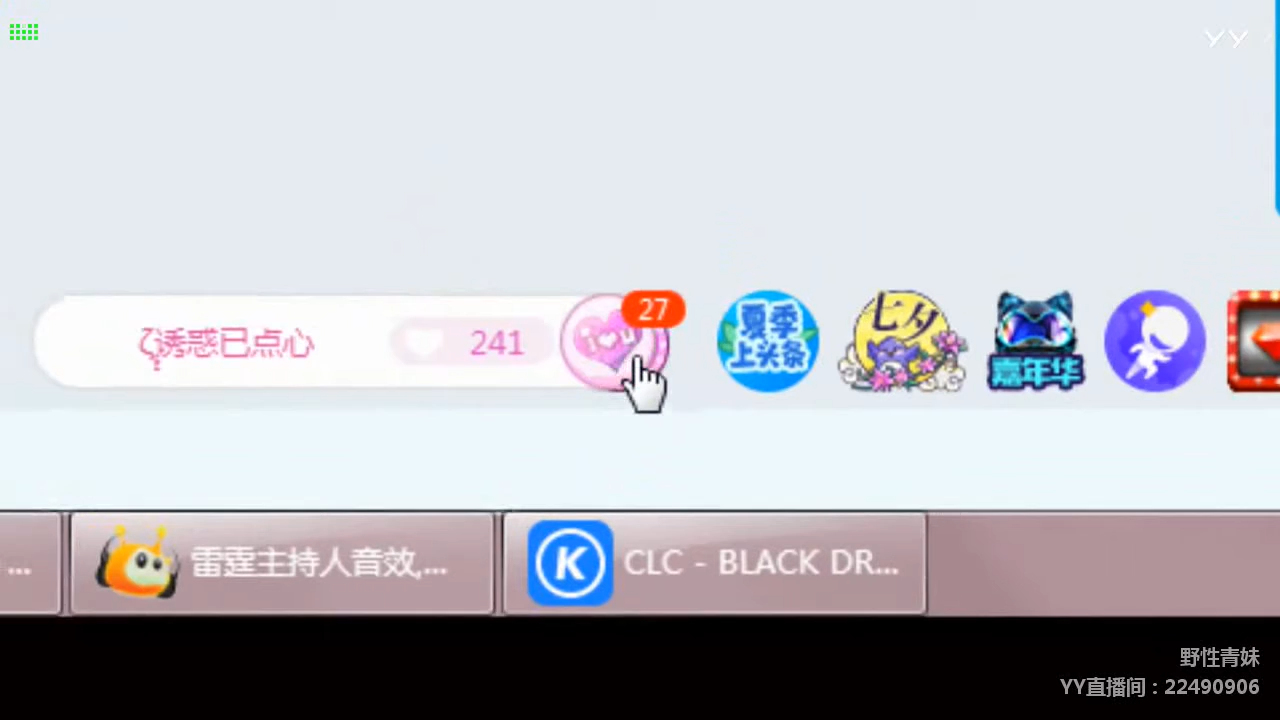 YY
ζ诱惑已点心
241
I U
27
夏季
上头条
七夕
嘉年华
...
雷霆主持人音效,...
K
CLC - BLACK DR...
野性青妹
YY直播间 : 22490906